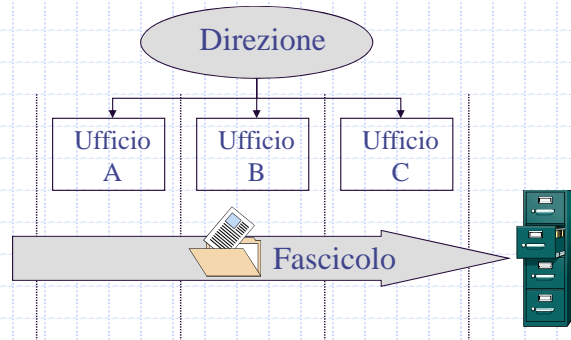 Direzione
Ufficio
A
Ufficio
B
Ufficio
C
Fascicolo